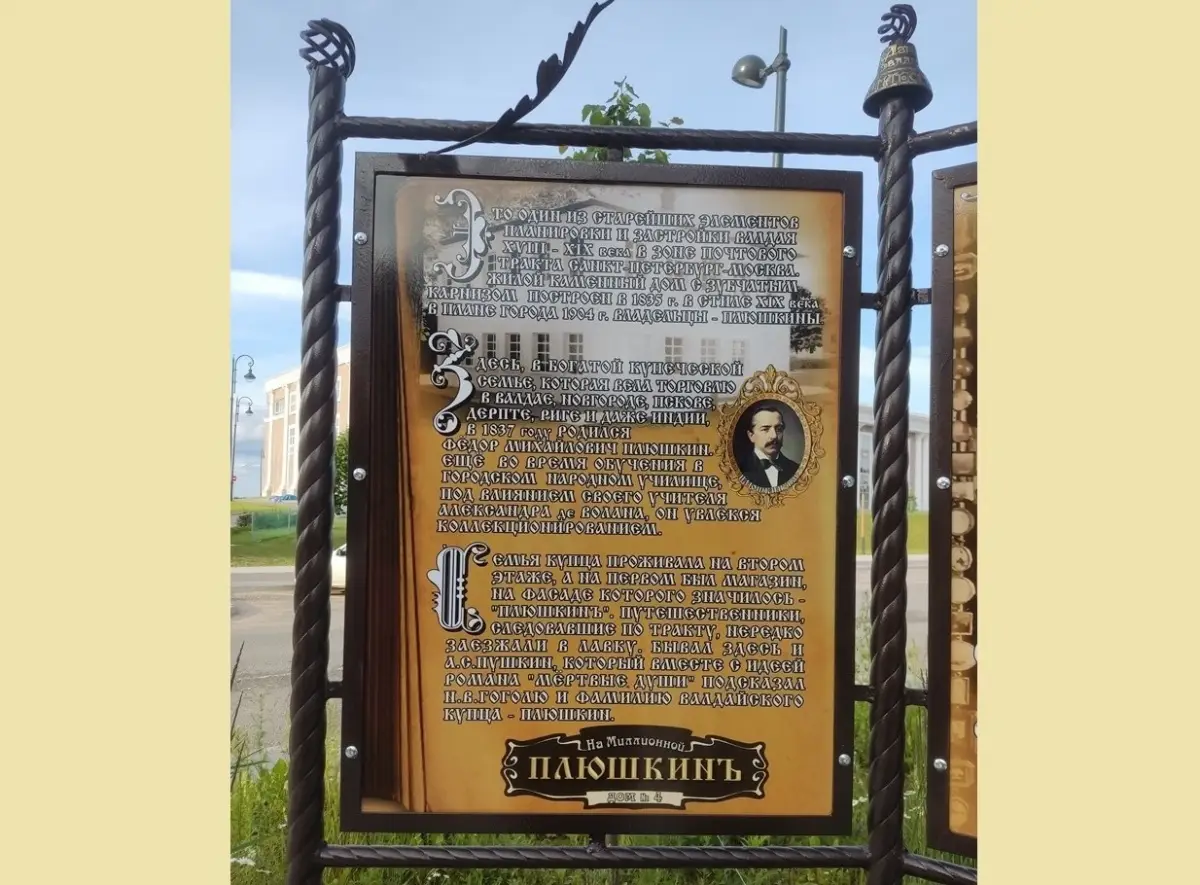 ЭТО ОДИН ИЗ СТАРЕЙШИХ ЭЛЕМЕНТОВ
ПЛАНИРОВКИ И ЗАСТРОЙКИ ВАЛДАЯ
XVIII - XIX века В ЗОНЕ ПОЧТОВОГО
ТРАКТА САНКТ-ПЕТЕРБУРГ-МОСКВА.
ЖИЛОЙ КАМЕННЫЙ ДОМ С ЗУБЧАТЫМ
КАРНИЗОМ ПОСТРОЕН В 1835 г. В СТИЛЕ XIX века
В ПЛАНЕ ГОРОДА 1904 г. ВЛАДЕЛЬЦЫ - ПЛЮШКИНЫ
ЗДЕСЬ, В БОГАТОЙ КУПЕЧЕСКОЙ
СЕМЬЕ, КОТОРАЯ ВЕЛА ТОРГОВЛЮ
В ВАЛДАЕ, НОВГОРОДЕ, ПСКОВЕ,
ДЕРПТЕ, РИГЕ И ДАЖЕ ИНДИИ,
В 1837 году РОДИЛСЯ
ФЕДОР МИХАЙЛОВИЧ ПЛЮШКИН.
ЕЩЕ ВО ВРЕМЯ ОБУЧЕНИЯ В
ГОРОДСКОМ НАРОДНОМ УЧИЛИЩЕ,
ПОД ВЛИЯНИЕМ СВОЕГО УЧИТЕЛЯ
АЛЕКСАНДРА де ВОЛАНА, ОН УВЛЕКСЯ
КОЛЛЕКЦИОНИРОВАНИЕМ.
СЕМЬЯ КУПЦА ПРОЖИВАЛА НА ВТОРОМ
ЭТАЖЕ, А НА ПЕРВОМ БЫЛ МАГАЗИН,
НА ФАСАДЕ КОТОРОГО ЗНАЧИЛОСЬ -
"ПЛЮШКИНЪ". ПУТЕШЕСТВЕННИКИ,
СЛЕДОВАВШИЕ ПО ТРАКТУ, НЕРЕДКО
ЗАЕЗЖАЛИ В ЛАВКУ. БЫВАЛ ЗДЕСЬ И
А.С.ПУШКИН, КОТОРЫЙ ВМЕСТЕ С ИДЕЕЙ
РОМАНА "МЁРТВЫЕ ДУШИ" ПОДСКАЗАЛ
Н.В.ГОГОЛЮ И ФАМИЛИЮ ВАЛДАЙСКОГО
КУПЦА - ПЛЮШКИН.
На Миллионной
ПЛЮШКИНЪ
ДОМ № 4